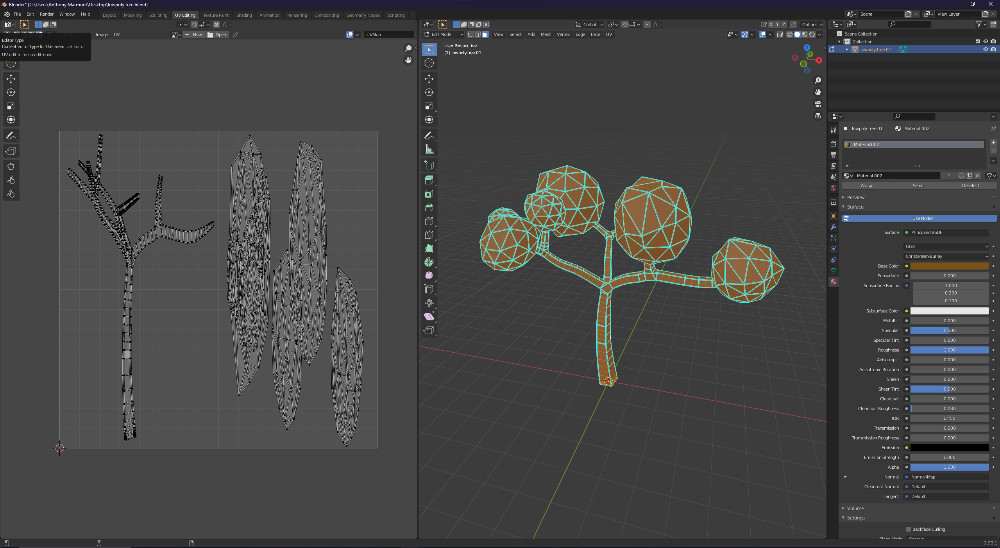 Blender* [C:\Users\Anthony Marmont\Desktop\lowpoly tree.blend]
File Edit Render Window Help Layout Modeling Sculpting UV Editing Texture Paint Shading Animation Rendering Compositing Geometry Nodes Scripting + Scene View Layer
Global X Y Z Options
View Select Image UV New Open UVMap
Edit Mode View Select Add Mesh Vertex Edge Face UV
Editor Type
Current editor type for this area: UV Editor
UV edit in mesh editmode
User Perspective
(1) lowpoly-tree-01
Z
Y
X
Scene Collection
Collection
lowpoly-tree-01
lowpoly-tree-01 Material.002
Material.002
Material.002 3
Assign Select Deselect
Preview
Surface
Use Nodes
Surface Principled BSDF
GGX
Christensen-Burley
Base Color
Subsurface 0.000
Subsurface Radius 1.000
0.200
0.100
Subsurface Color
Metallic 0.000
Specular 0.500
Specular Tint 0.000
Roughness 1.000
Anisotropic 0.000
Anisotropic Rotation 0.000
Sheen 0.000
Sheen Tint 0.500
Clearcoat 0.000
Clearcoat Roughness 0.030
IOR 1.450
Transmission 0.000
Transmission Roughness 0.000
Emission
Emission Strength 1.000
Alpha 1.000
Normal Normal/Map
Clearcoat Normal Default
Tangent Default
Volume
Settings
Backface Culling
Blend Mode Opaque
2.93.1